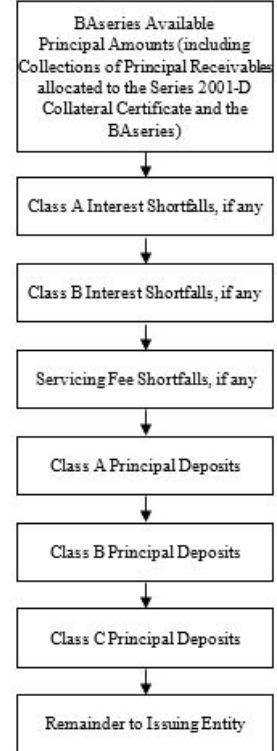 BAseries Available
Principal Amounts (including
Collections of Principal Receivables
allocated to the Series 2001-D
Collateral Certificate and the
BAseries)
Class A Interest Shortfalls, if any
Class B Interest Shortfalls, if any
Servicing Fee Shortfalls, if any
Class A Principal Deposits
Class B Principal Deposits
Class C Principal Deposits
Remainder to Issuing Entity